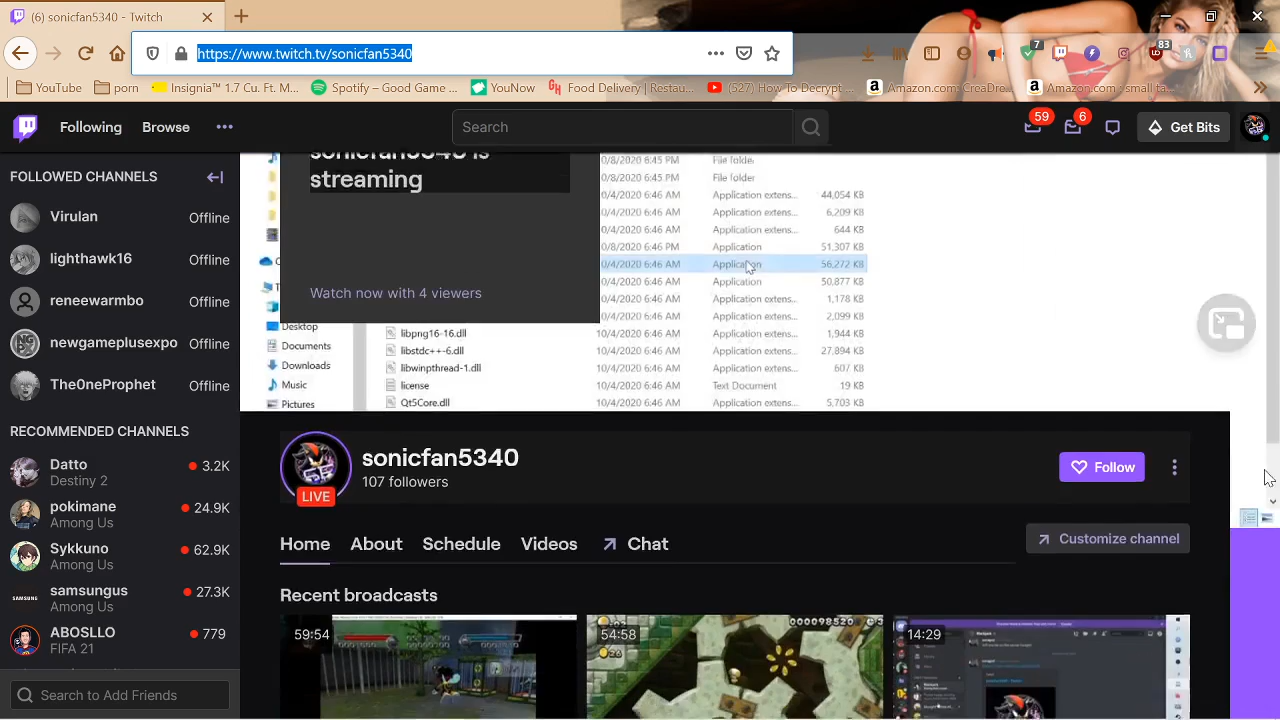 (6) sonicfan5340 - Twitch
https://www.twitch.tv/sonicfan5340
7
83
YouTube porn Insignia™ 1.7 Cu. Ft. M... Spotify – Good Game ... YouNow Food Delivery | Restau... (527) How To Decrypt... Amazon.com: CreaDro... Amazon.com : small ta...
Following Browse Search 59 6 Get Bits
FOLLOWED CHANNELS
Virulan Offline
lighthawk16 Offline
reneewarmbo Offline
newgameplusexpo Offline
The0neProphet Offline
RECOMMENDED CHANNELS
Datto 3.2K
Destiny 2
pokimane 24.9K
Among Us
Sykkuno 62.9K
Among Us
samsungus 27.3K
Among Us
SAMSUNG
ABOSLLO 779
FIFA 21
Search to Add Friends
sonicfan5340 is
streaming
Watch now with 4 viewers
10/8/2020 6:45 PM File folder
10/8/2020 6:45 PM File folder
10/4/2020 6:46 AM Application extens... 44,054 KB
10/4/2020 6:46 AM Application extens... 6,209 KB
10/4/2020 6:46 AM Application extens... 644 KB
10/8/2020 6:46 PM Application 51,307 KB
10/4/2020 6:46 AM Application 56,272 KB
10/4/2020 6:46 AM Application 50,877 KB
10/4/2020 6:46 AM Application extens... 1,178 KB
10/4/2020 6:46 AM Application extens... 2,099 KB
Desktop libpng16-16.dll 10/4/2020 6:46 AM Application extens... 1,944 KB
Documents libstdc++-6.dll 10/4/2020 6:46 AM Application extens... 27,894 KB
Downloads libwinpthread-1.dll 10/4/2020 6:46 AM Application extens... 607 KB
Music license 10/4/2020 6:46 AM Text Document 19 KB
Pictures Qt5Core.dll 10/4/2020 6:46 AM Application extens... 5,703 KB
sonicfan5340
107 followers
LIVE
Follow
Home About Schedule Videos Chat
Customize channel
Recent broadcasts
59:54
54:58
000098520
14:29